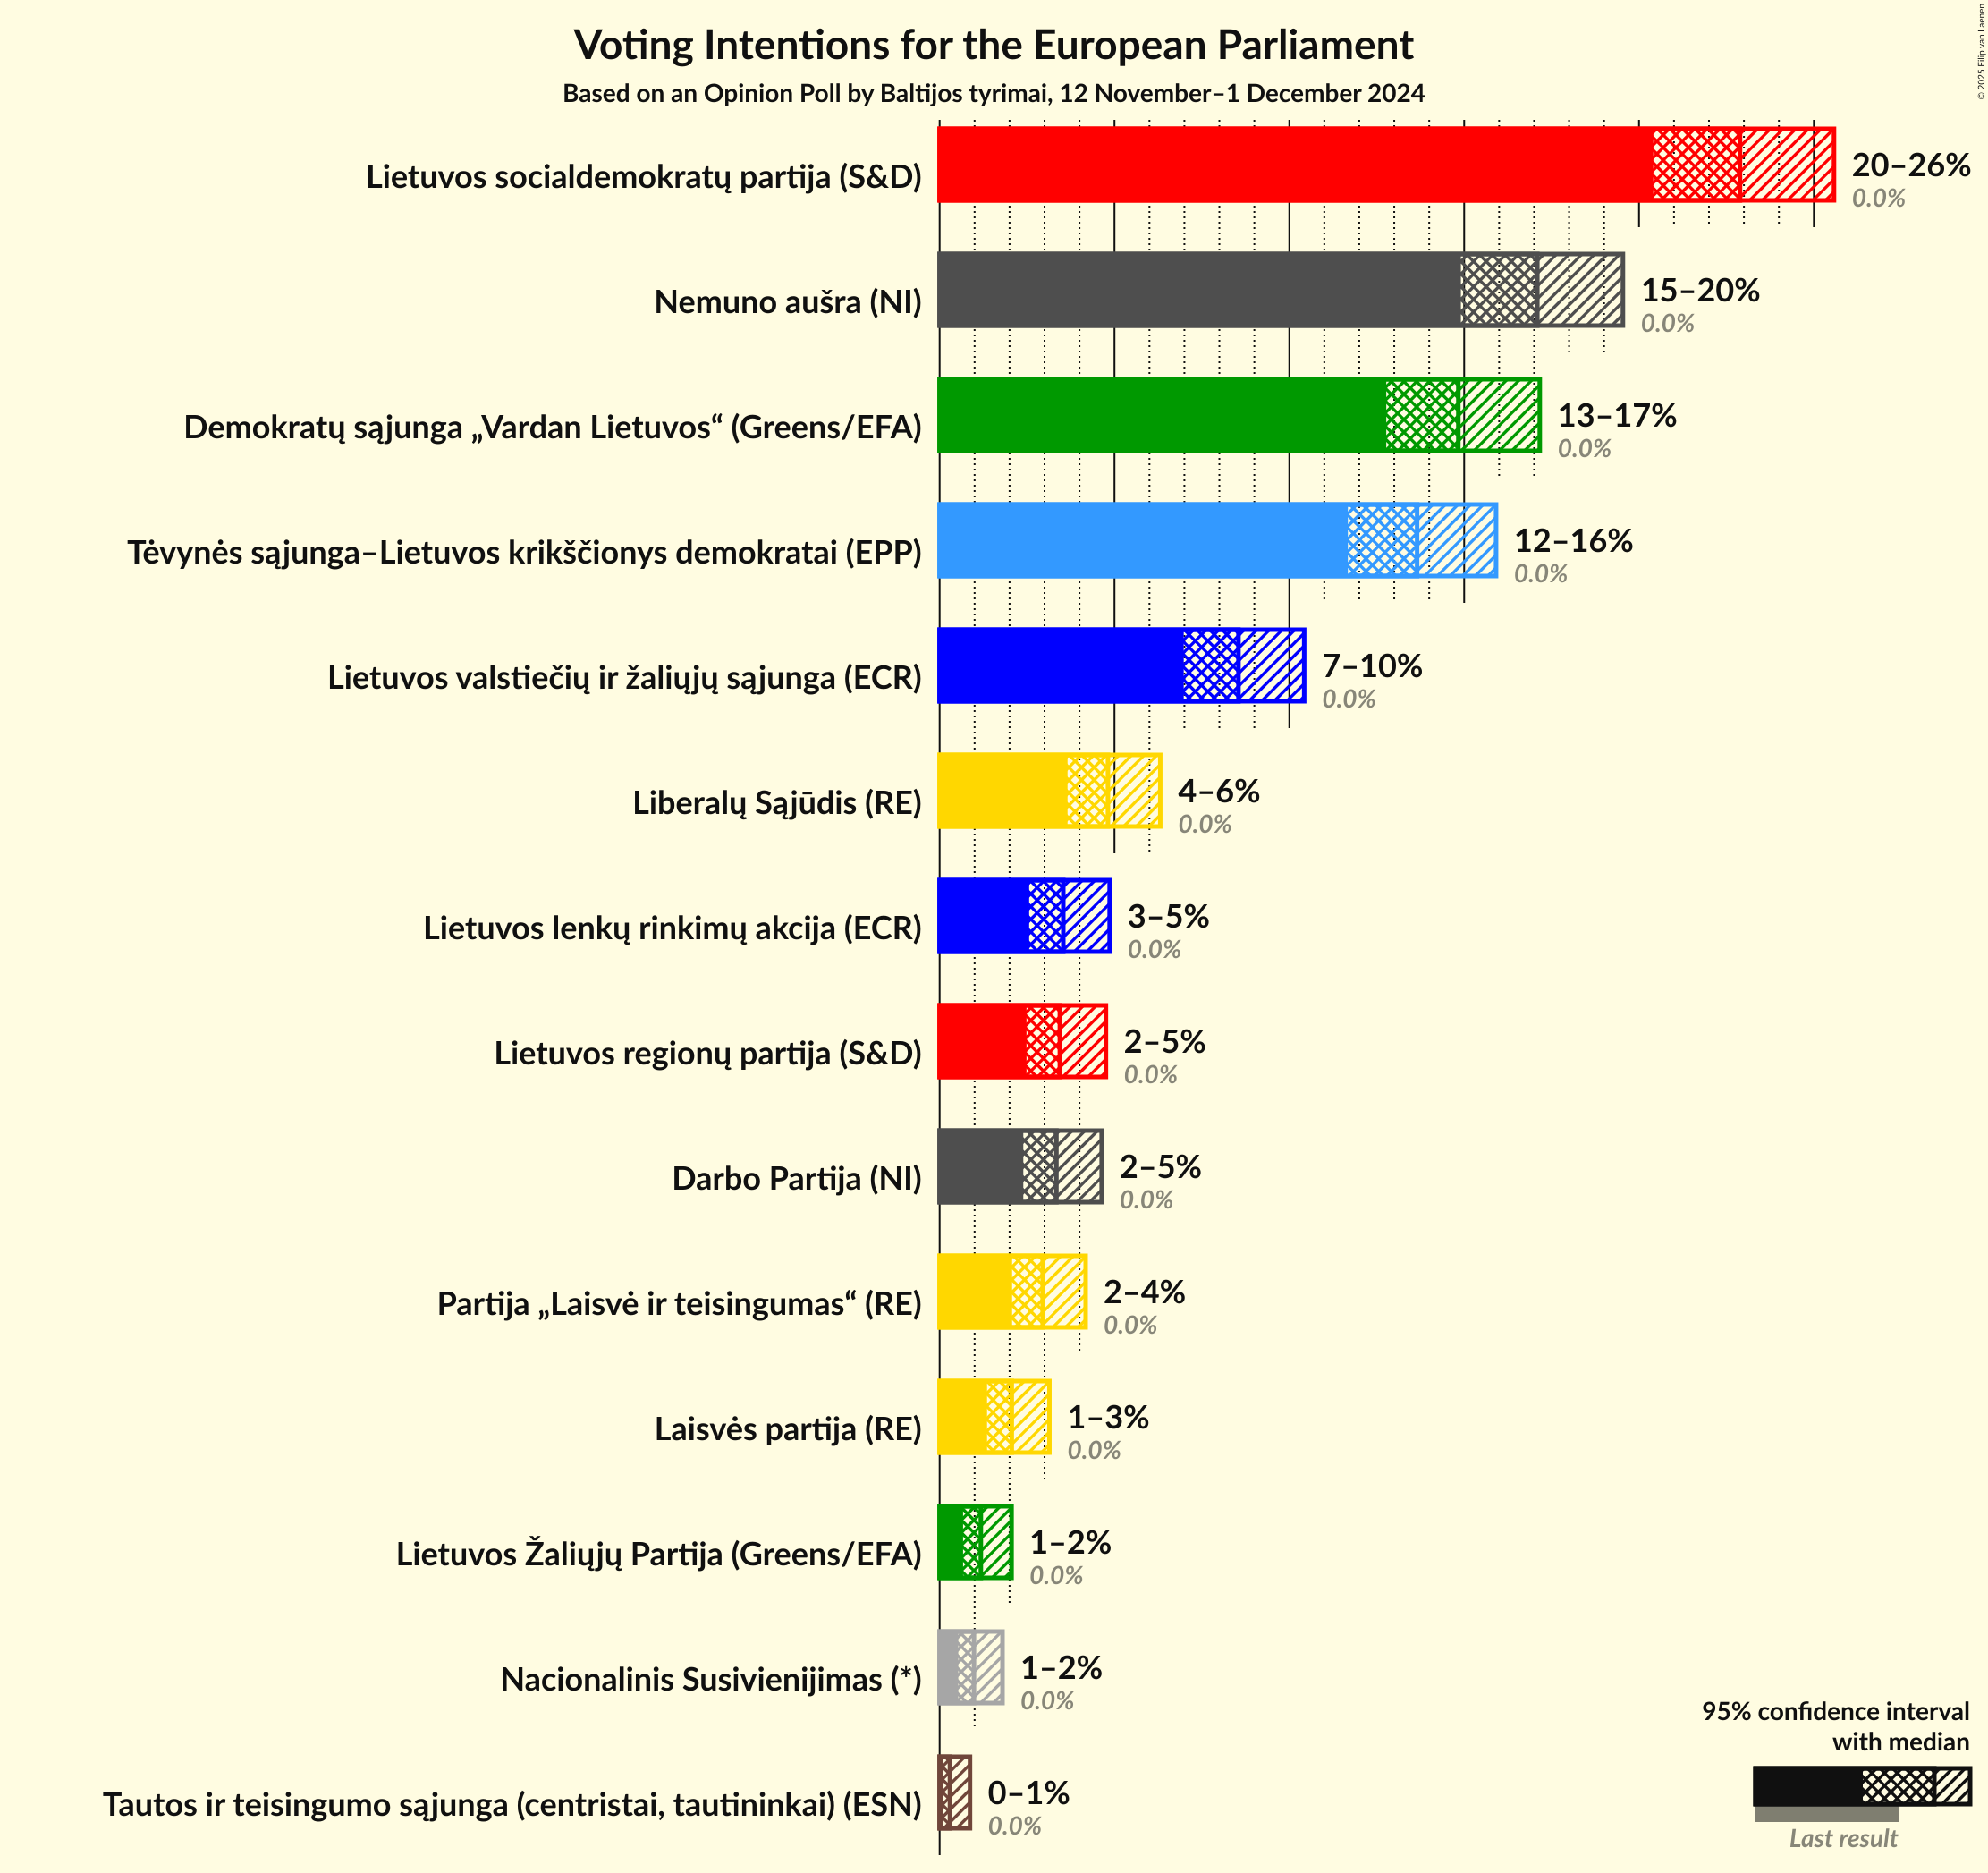 Voting Intentions for the European Parliament
Based on an Opinion Poll by Baltijos tyrimai, 12 November–1 December 2024
© 2025 Filip van Laenen
Lietuvos socialdemokratų partija (S&D)
20–26%
0.0%
Nemuno aušra (NI)
15–20%
0.0%
Demokratų sąjunga „Vardan Lietuvos“ (Greens/EFA)
13–17%
0.0%
Tėvynės sąjunga–Lietuvos krikščionys demokratai (EPP)
12–16%
0.0%
Lietuvos valstiečių ir žaliųjų sąjunga (ECR)
7–10%
0.0%
Liberalų Sąjūdis (RE)
4–6%
0.0%
Lietuvos lenkų rinkimų akcija (ECR)
3–5%
0.0%
Lietuvos regionų partija (S&D)
2–5%
0.0%
Darbo Partija (NI)
2–5%
0.0%
Partija „Laisvė ir teisingumas“ (RE)
2–4%
0.0%
Laisvės partija (RE)
1–3%
0.0%
Lietuvos Žaliųjų Partija (Greens/EFA)
1–2%
0.0%
Nacionalinis Susivienijimas (*)
1–2%
0.0%
Tautos ir teisingumo sąjunga (centristai, tautininkai) (ESN)
0–1%
0.0%
95% confidence interval
with median
Last result